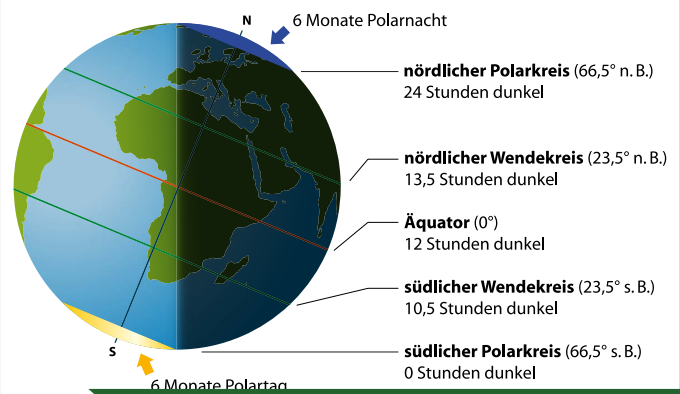 N
6 Monate Polarnacht
nördlicher Polarkreis (66,5° n. B.)
24 Stunden dunkel
nördlicher Wendekreis (23,5° n. B.)
13,5 Stunden dunkel
Äquator (0°)
12 Stunden dunkel
südlicher Wendekreis (23,5° s. B.)
10,5 Stunden dunkel
südlicher Polarkreis (66,5° s. B.)
0 Stunden dunkel
S
6 Monate Polartag